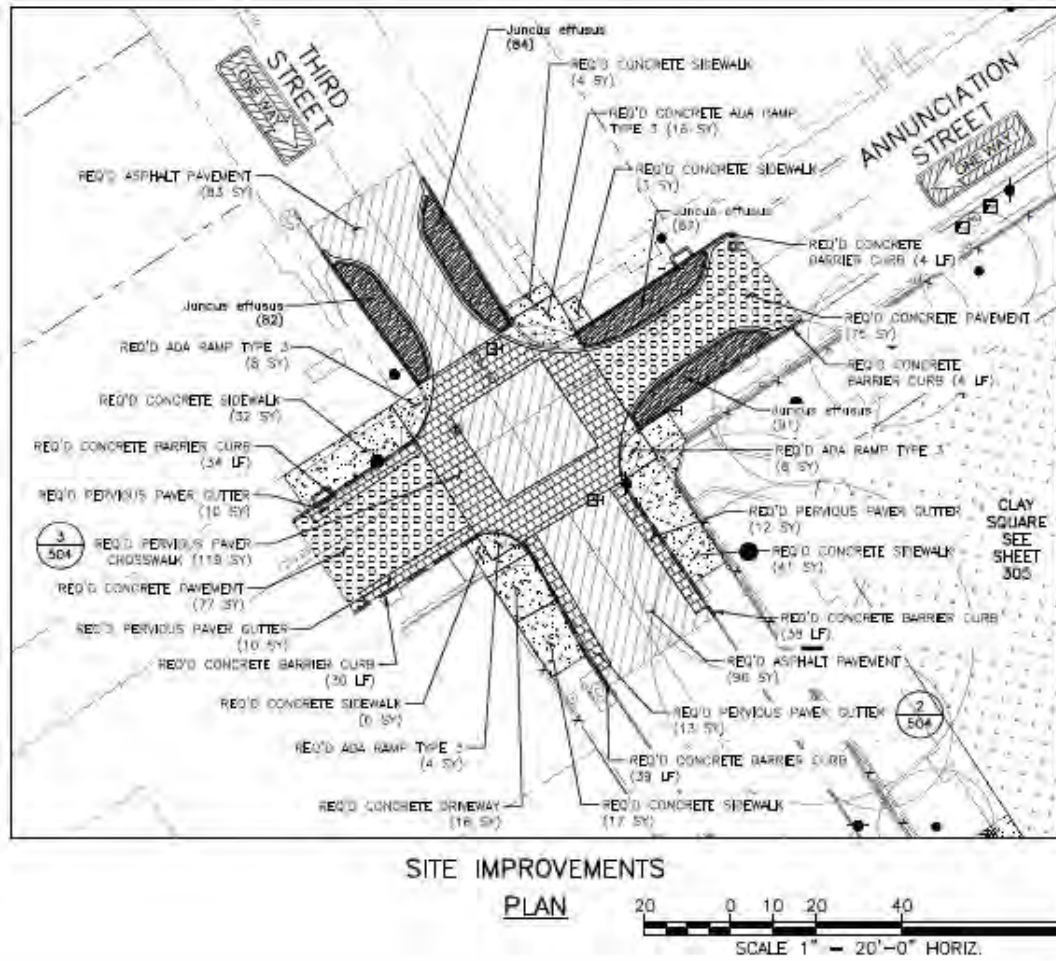 Juncus effusus
(84)
THIRD
STREET
ONE WAY
REQ'D CONCRETE SIDEWALK
(4 SY)
REQ'D CONCRETE ADA RAMP
TYPE 3 (16 SY)
REQ'D CONCRETE SIDEWALK
ANNUNCIATION
STREET
ONE WAY
REQ'D ASPHALT PAVEMENT
(83 SY)
Juncus effusus
REQ'D CONCRETE
BARRIER CURB (4 LF)
Juncus effusus
(82)
REQ'D CONCRETE PAVEMENT
REQ'D ADA RAMP TYPE 3
(8 SY)
REQ'D CONCRETE
BARRIER CURB (4 LF)
REQ'D CONCRETE SIDEWALK
(32 SY)
Juncus effusus
REQ'D CONCRETE BARRIER CURB
(34 LF)
REQ'D ADA RAMP TYPE 3
(8 SY)
REQ'D PERVIOUS PAVER GUTTER
(10 SY)
REQ'D PERVIOUS PAVER GUTTER
(12 SY)
CLAY
SQUARE
SEE
SHEET
305
3
504
REQ'D PERVIOUS PAVER
CROSSWALK (119 SY)
REQ'D CONCRETE SIDEWALK
(41 SY)
REQ'D CONCRETE PAVEMENT
(77 SY)
REQ'D PERVIOUS PAVER GUTTER
(10 SY)
REQ'D CONCRETE BARRIER CURB
REQ'D CONCRETE BARRIER CURB
(30 LF)
REQ'D ASPHALT PAVEMENT
REQ'D CONCRETE SIDEWALK
REQ'D PERVIOUS PAVER GUTTER
(13 SY)
2
504
REQ'D ADA RAMP TYPE 3
(4 SY)
REQ'D CONCRETE BARRIER CURB
(39 LF)
REQ'D CONCRETE DRIVEWAY
(16 SY)
REQ'D CONCRETE SIDEWALK
(17 SY)
SITE IMPROVEMENTS
PLAN
20 0 10 20 40
SCALE 1" = 20'-0" HORIZ.